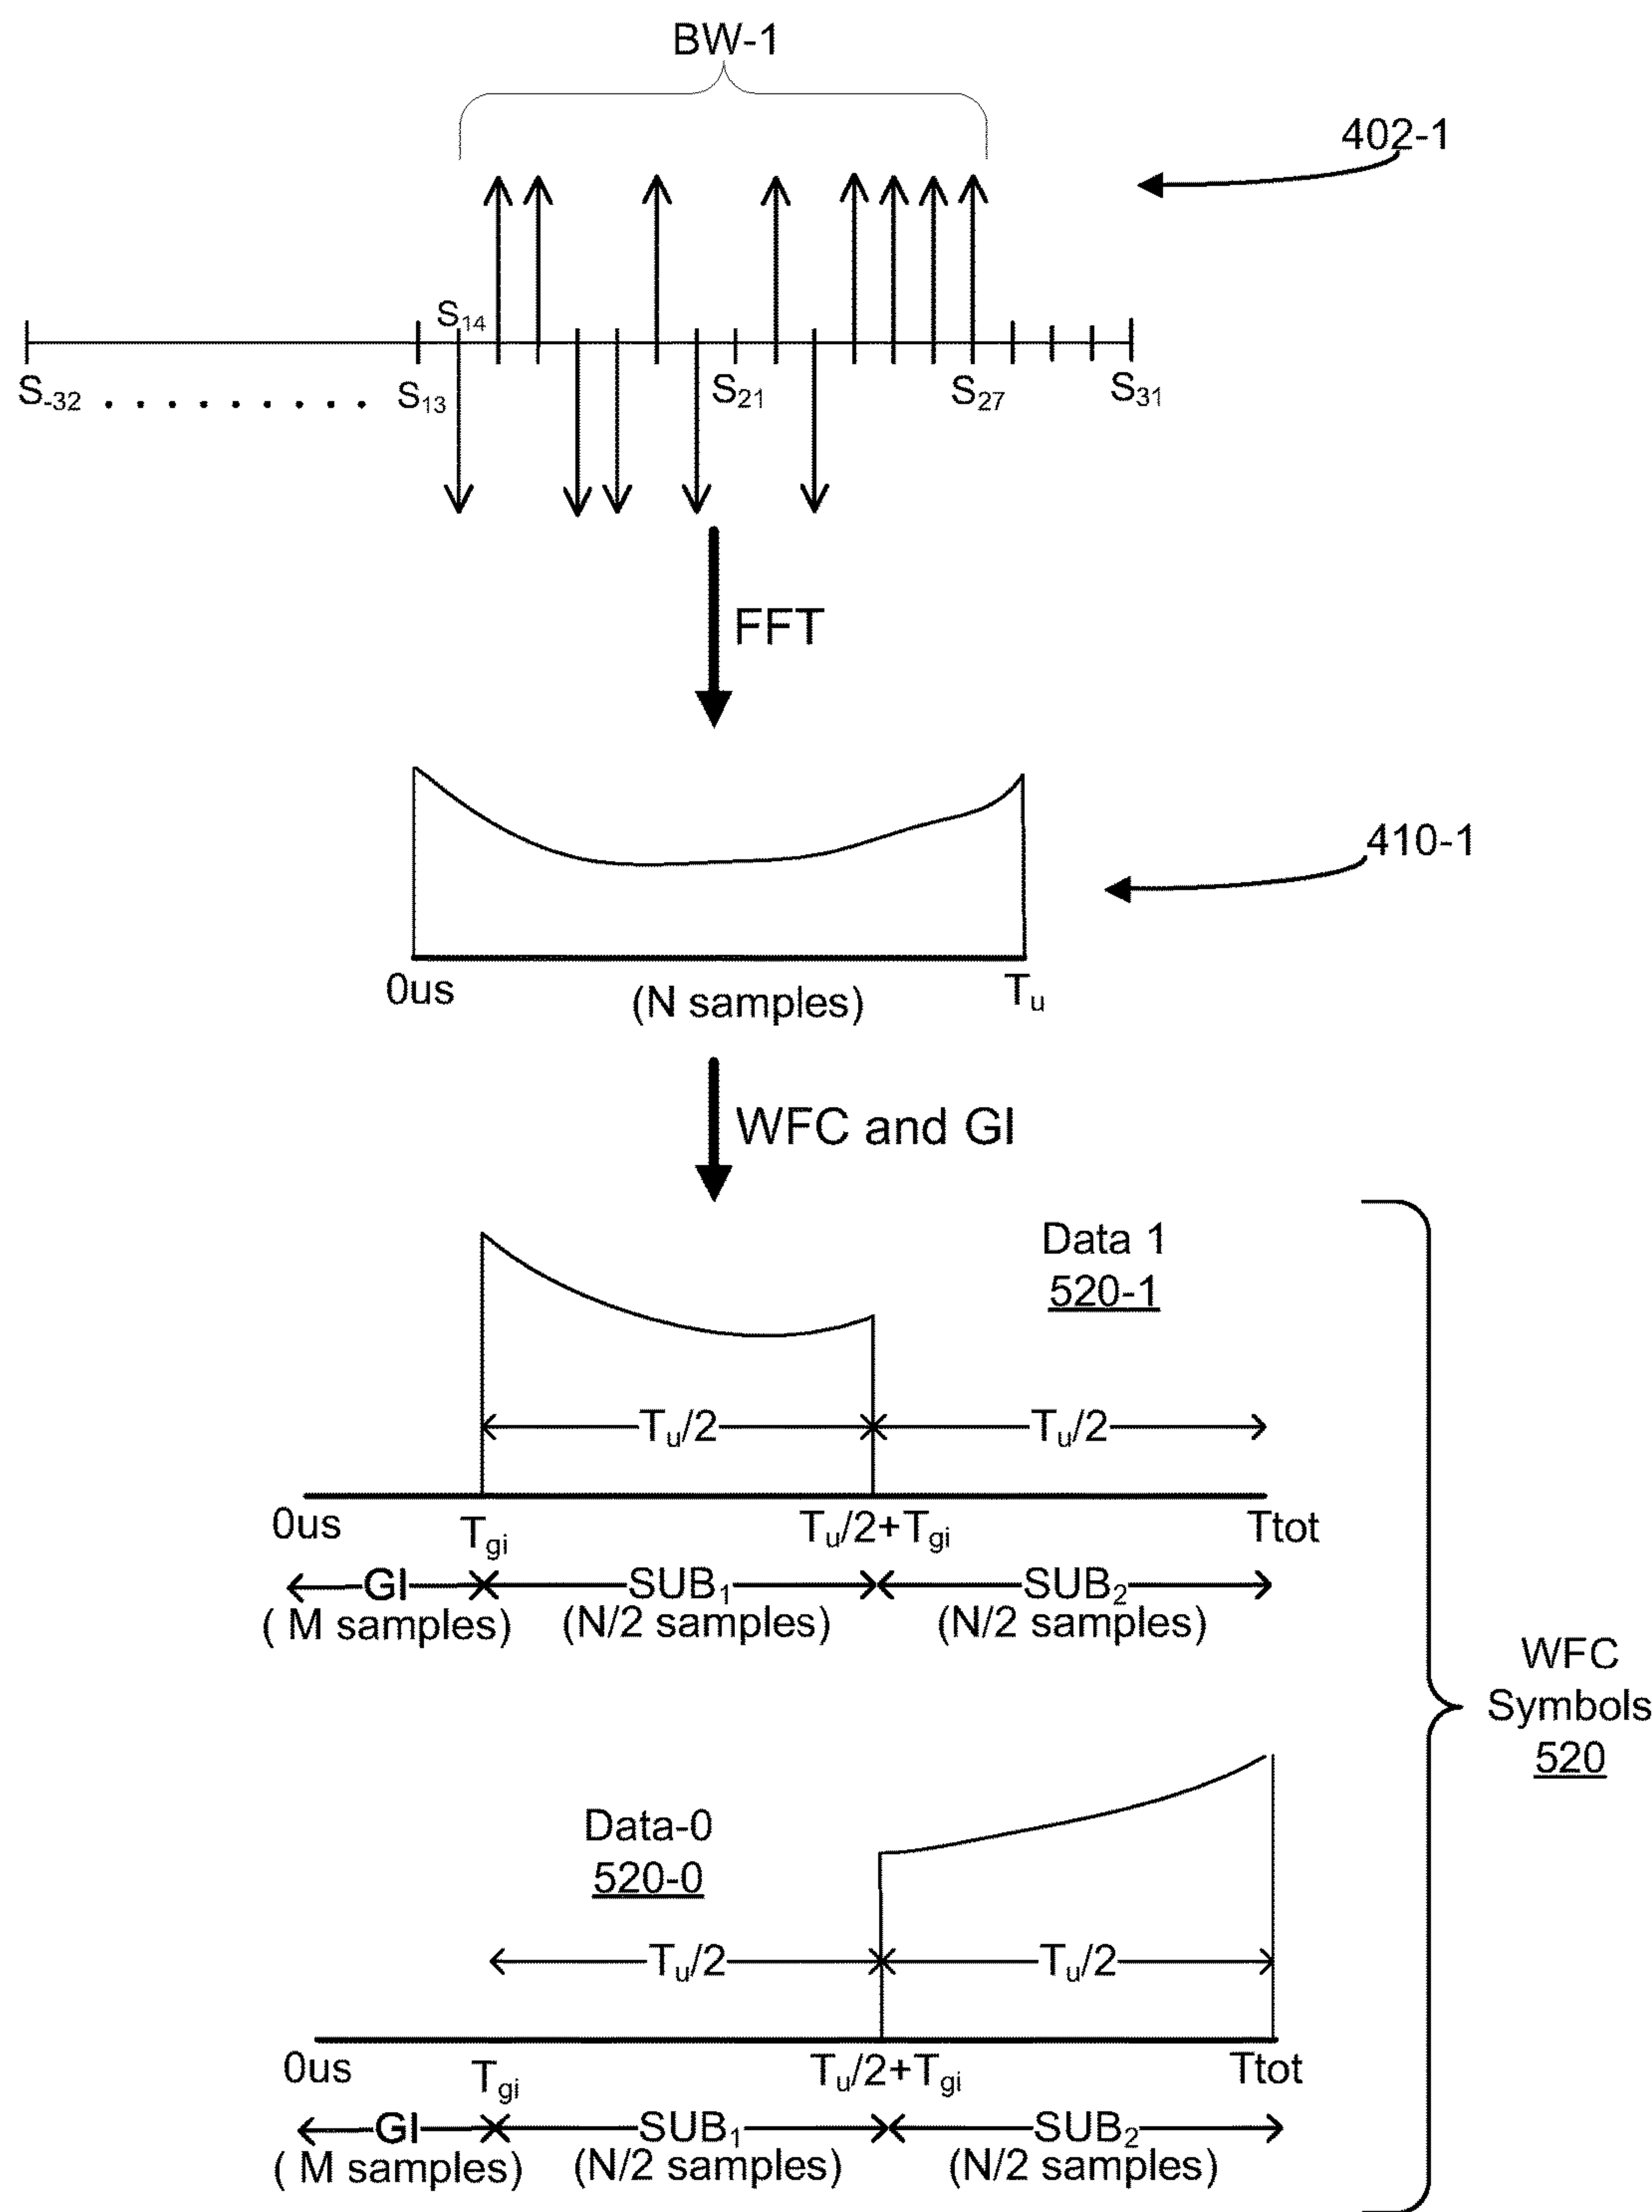 BW-1
402-1
S14
S-32 . . . . . . . . . S13 S21 S27 S31
FFT
410-1
0us (N samples) Tu
WFC and GI
Data 1
520-1
Tu/2 Tu/2
0us Tgi Tu/2+Tgi Ttot
GI SUB1 SUB2
( M samples) (N/2 samples) (N/2 samples)
WFC
Symbols
520
Data-0
520-0
Tu/2 Tu/2
0us Tgi Tu/2+Tgi Ttot
GI SUB1 SUB2
( M samples) (N/2 samples) (N/2 samples)